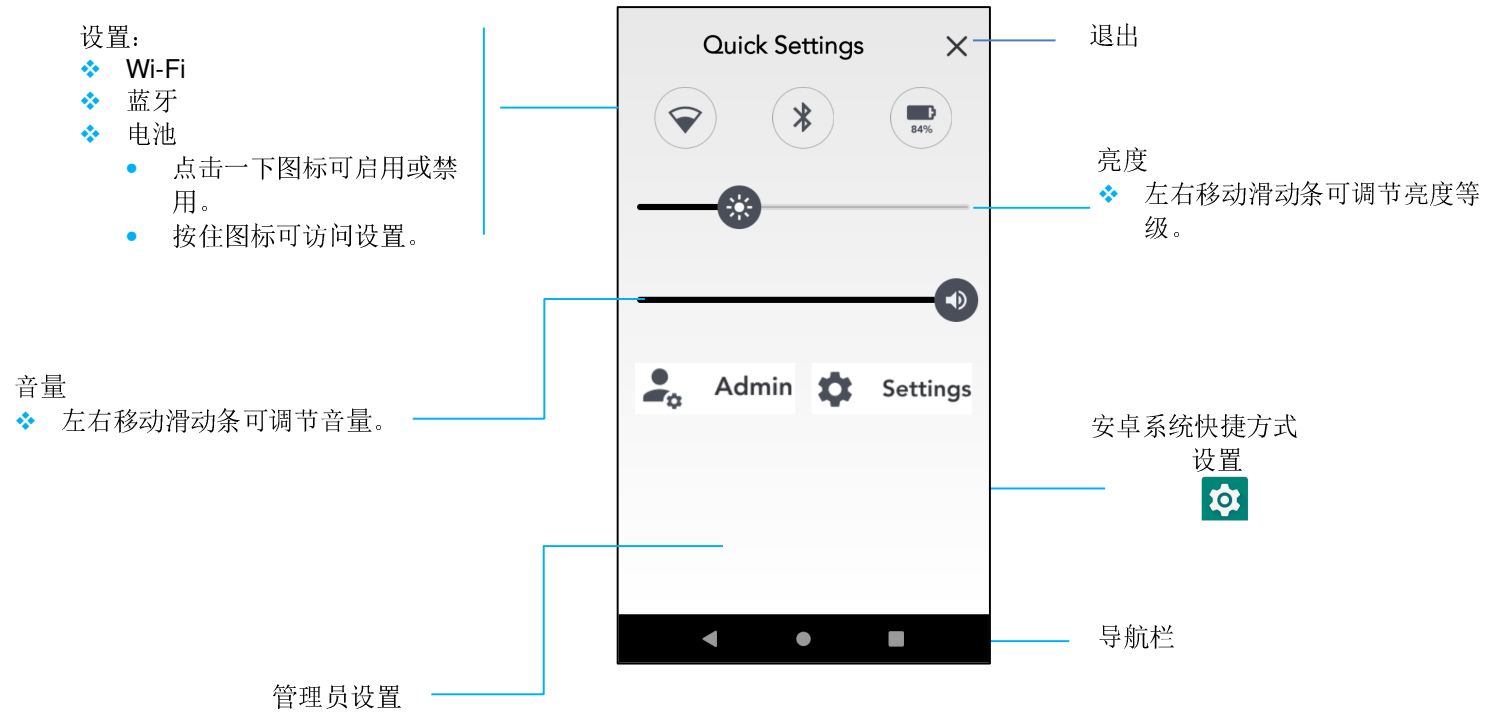 设置:
Wi-Fi
蓝牙
电池
点击一下图标可启用或禁
用。
按住图标可访问设置。
Quick Settings
退出
84%
亮度
左右移动滑动条可调节亮度等
级。
音量
左右移动滑动条可调节音量。
Admin
Settings
安卓系统快捷方式
设置
导航栏
管理员设置